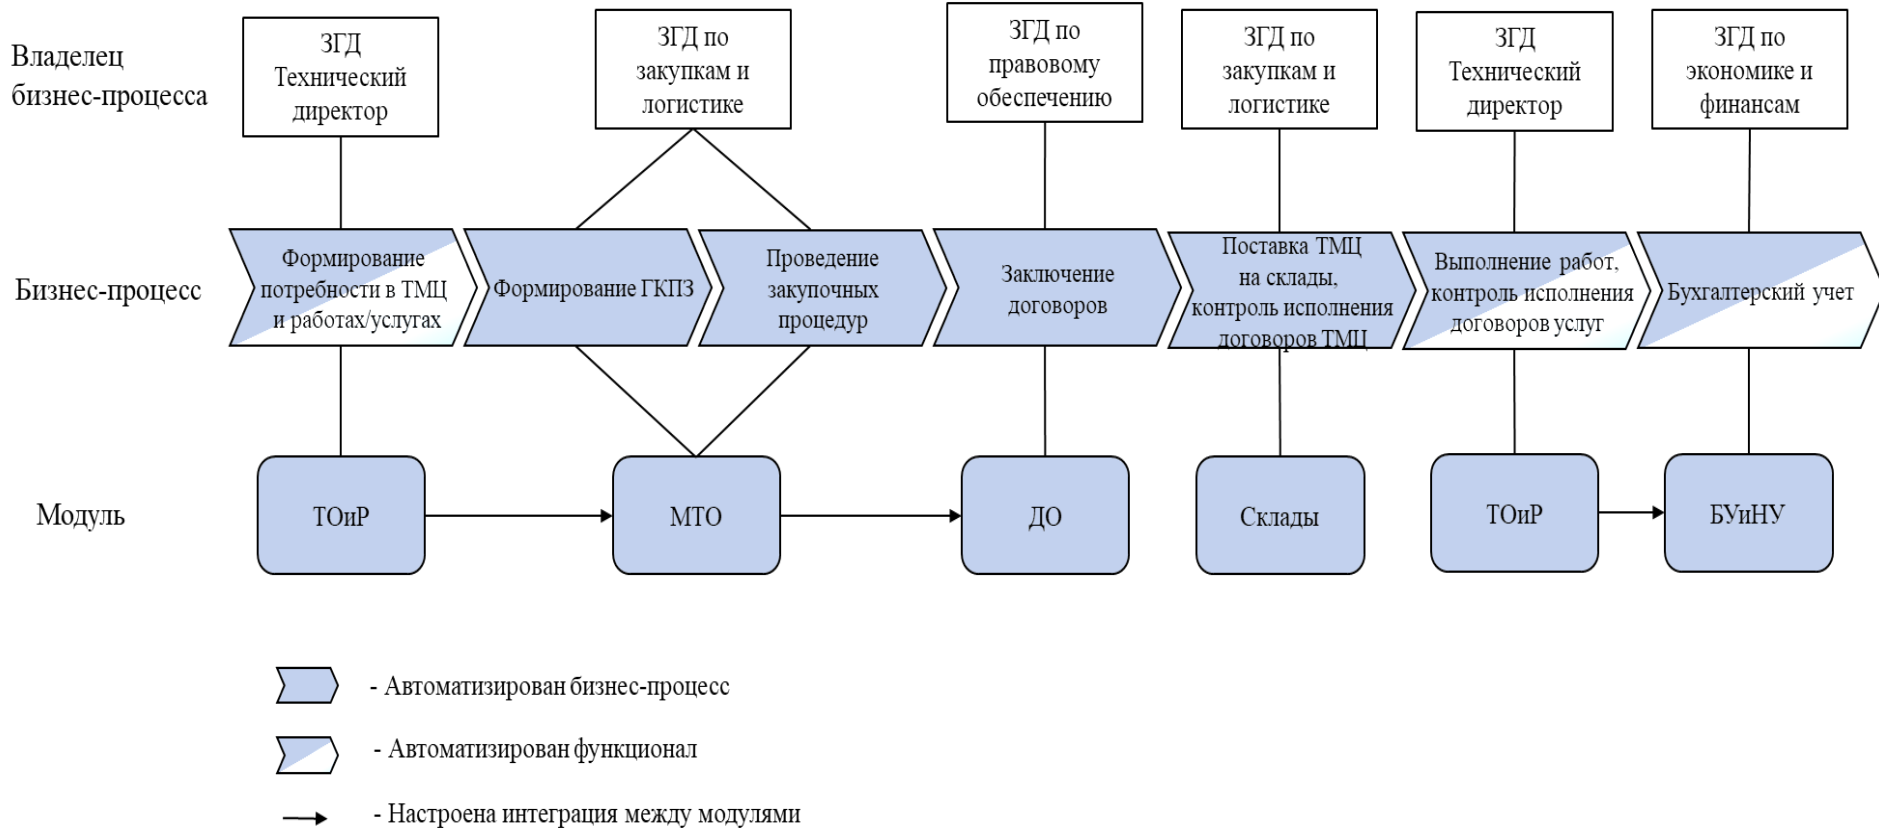 Владелец
бизнес-процесса
ЗГД
Технический
директор
ЗГД по
закупкам и
логистике
ЗГД по
правовому
обеспечению
ЗГД по
закупкам и
логистике
ЗГД
Технический
директор
ЗГД по
экономике и
финансам
Бизнес-процесс
Формирование
потребности в ТМЦ
и работах/услугах
Формирование ГКПЗ
Проведение
закупочных
процедур
Заключение
договоров
Поставка ТМЦ
на склады,
контроль исполнения
договоров ТМЦ
Выполнение работ,
контроль исполнения
договоров услуг
Бухгалтерский учет
Модуль
ТОиР
МТО
ДО
Склады
ТОиР
БУиНУ
- Автоматизирован бизнес-процесс
- Автоматизирован функционал
- Настроена интеграция между модулями